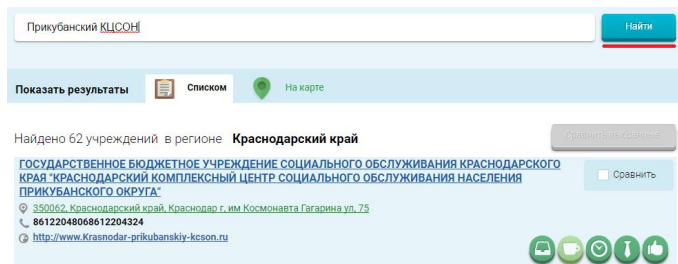 Прикубанский КЦСОН
Найти
Показать результаты Списком На карте
Найдено 62 учреждений в регионе Краснодарский край
Сравнить выбранные
ГОСУДАРСТВЕННОЕ БЮДЖЕТНОЕ УЧРЕЖДЕНИЕ СОЦИАЛЬНОГО ОБСЛУЖИВАНИЯ КРАСНОДАРСКОГО
КРАЯ "КРАСНОДАРСКИЙ КОМПЛЕКСНЫЙ ЦЕНТР СОЦИАЛЬНОГО ОБСЛУЖИВАНИЯ НАСЕЛЕНИЯ
ПРИКУБАНСКОГО ОКРУГА"
Сравнить
350062, Краснодарский край, Краснодар г, им Космонавта Гагарина ул, 75
86122048068612204324
http://www.Krasnodar-prikubanskiy-kcson.ru